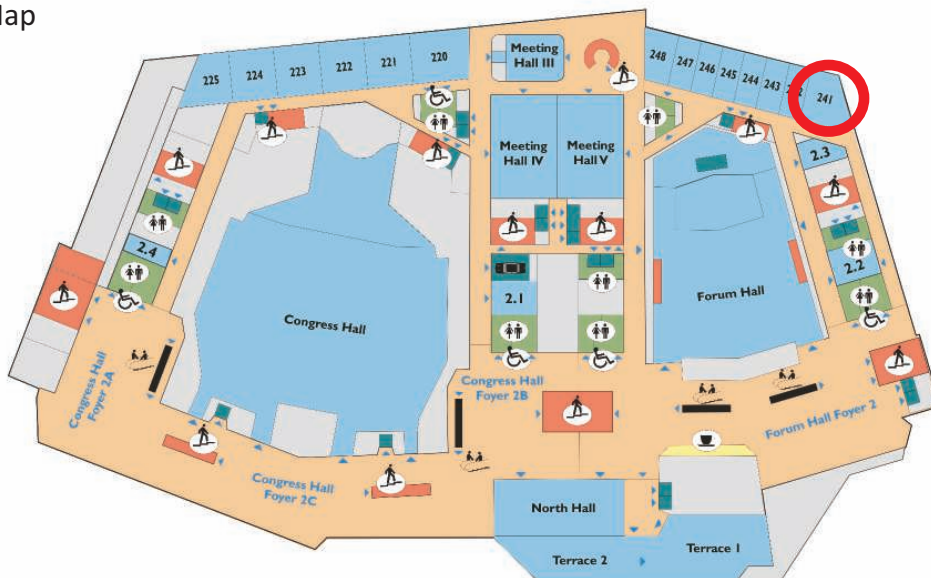 Map
225
224
223
222
221
220
Meeting
Hall III
248
247
246
245
244
243
241
Meeting
Hall IV
Meeting
Hall V
2.3
2.4
2.2
2.1
Congress Hall
Forum Hall
Congress Hall
Foyer 2A
Congress Hall
Foyer 2B
Forum Hall Foyer 2
Congress Hall
Foyer 2C
North Hall
Terrace 2
Terrace 1